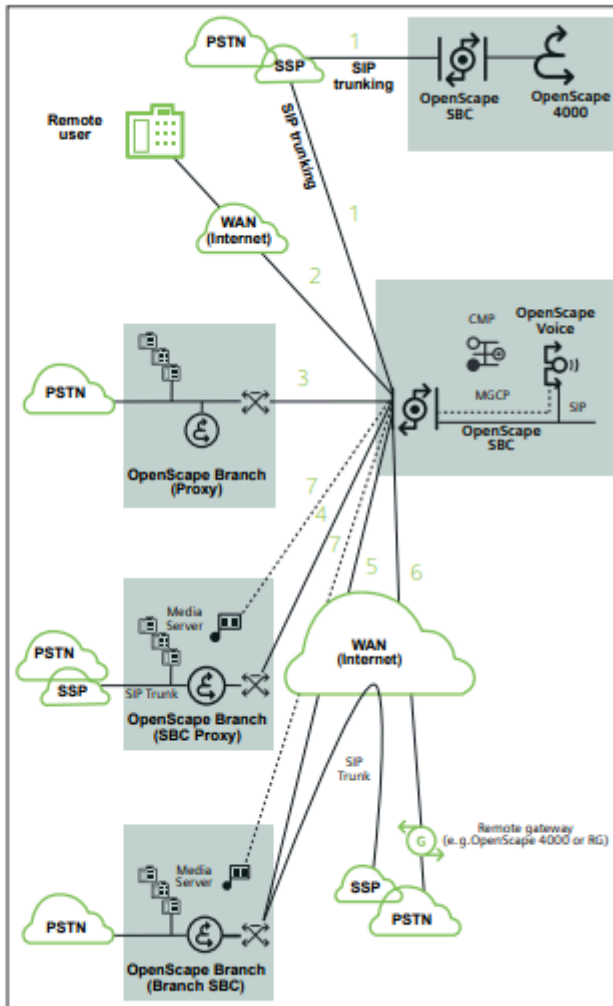 PSTN
SSP
1
SIP
trunking
OpenScape
SBC
OpenScape
4000
Remote
user
SIP trunking
1
WAN
(Internet)
2
CMP
OpenScape
Voice
MGCP
SIP
OpenScape
SBC
PSTN
3
OpenScape Branch
(Proxy)
7
4
7
5
6
Media
Server
PSTN
SSP
SIP Trunk
OpenScape Branch
(SBC Proxy)
WAN
(Internet)
SIP
Trunk
G
Remote gateway
(e.g.OpenScape 4000 or RG)
SSP
PSTN
Media
Server
PSTN
OpenScape Branch
(Branch SBC)